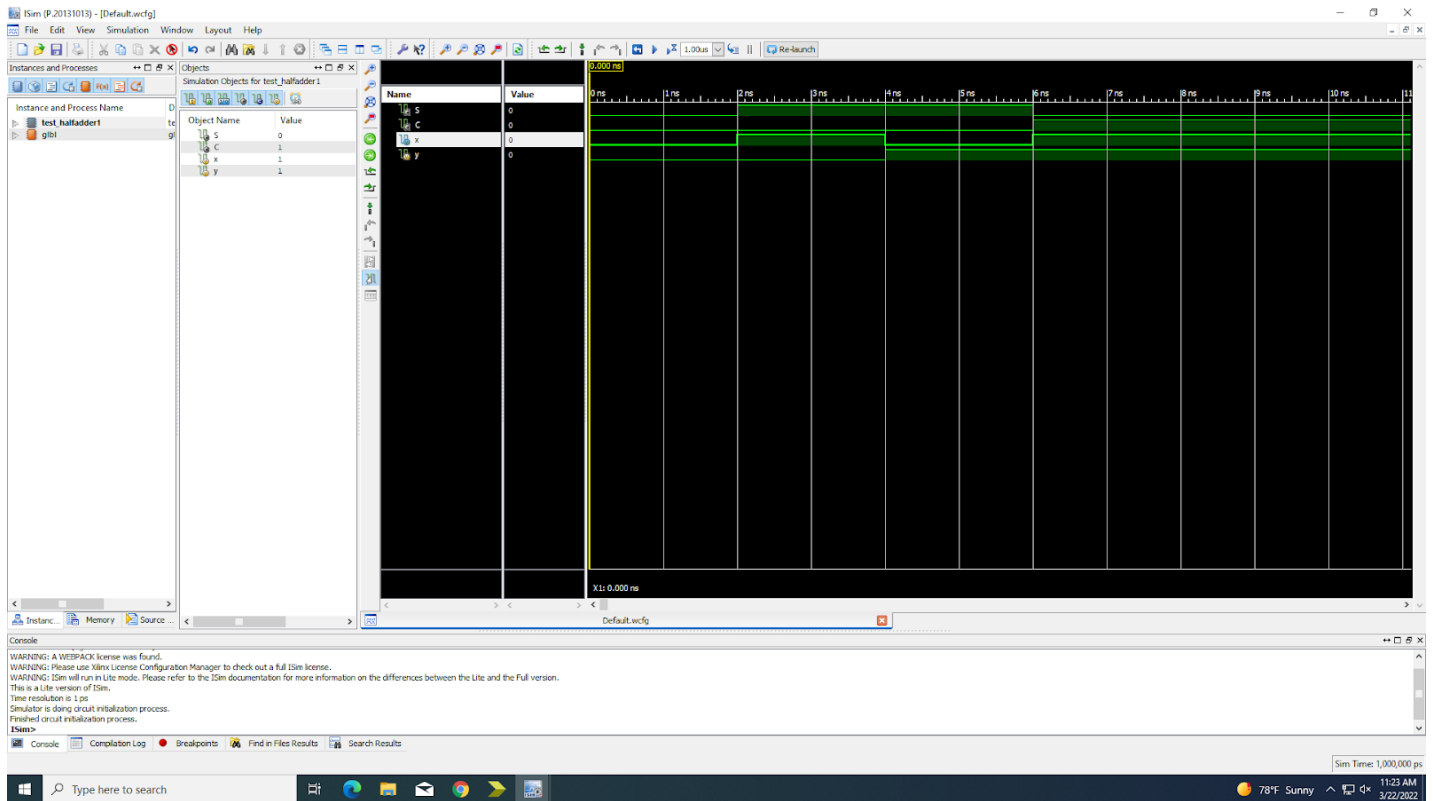 ISim (P.20131013) - [Default.wcfg]
File Edit View Simulation Window Layout Help
1.00us Re-launch
Instances and Processes
Objects
Simulation Objects for test_halfadder1
Instance and Process Name D
test_halfadder1 te
glbl gl
Object Name Value
S 0
C 1
x 1
y 1
Name Value
S 0
C 0
x 0
y 0
0.000 ns
0 ns 1 ns 2 ns 3 ns 4 ns 5 ns 6 ns 7 ns 8 ns 9 ns 10 ns 11
X1: 0.000 ns
Instanc... Memory Source ...
Default.wcfg
Console
WARNING: A WEBPACK license was found.
WARNING: Please use Xilinx License Configuration Manager to check out a full ISim license.
WARNING: ISim will run in Lite mode. Please refer to the ISim documentation for more information on the differences between the Lite and the Full version.
This is a Lite version of ISim.
Time resolution is 1 ps
Simulator is doing circuit initialization process.
Finished circuit initialization process.
ISim>
Console Compilation Log Breakpoints Find in Files Results Search Results
Sim Time: 1,000,000 ps
Type here to search
78°F Sunny
11:23 AM
3/22/2022